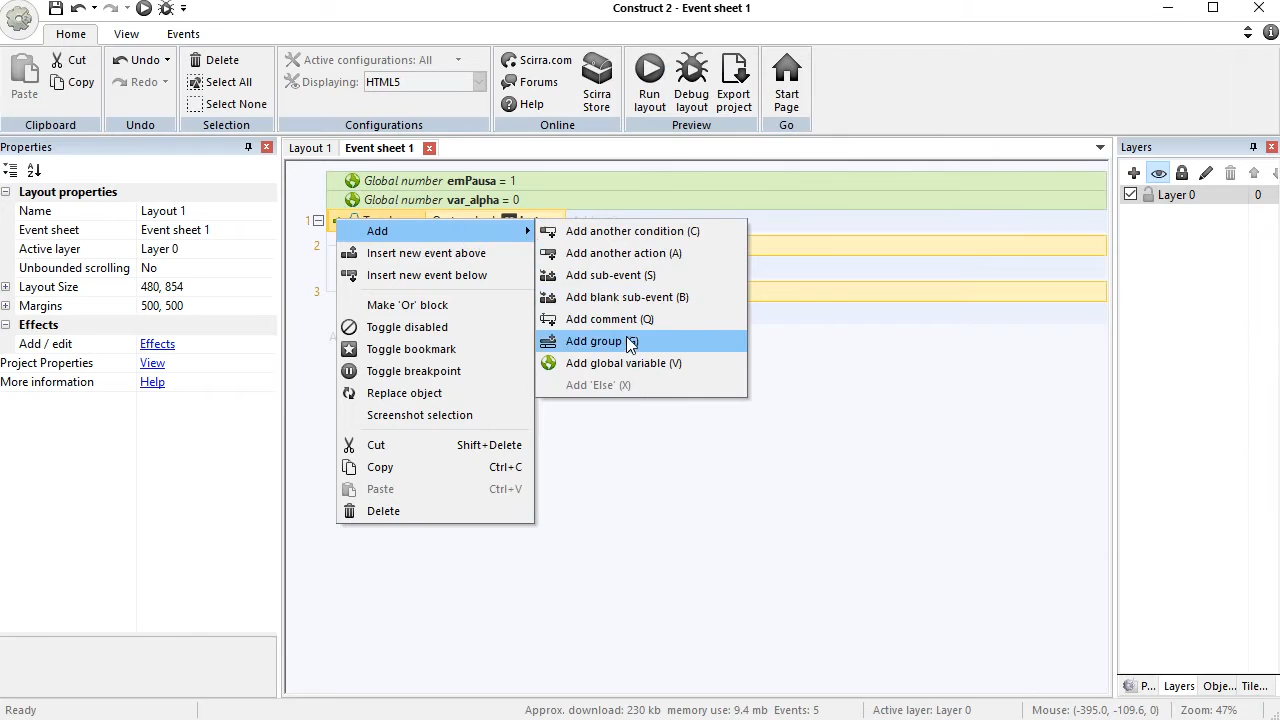 Construct 2 - Event sheet 1
Home
View
Events
Paste
Cut
Copy
Clipboard
Undo
Redo
Undo
Delete
Select All
Select None
Selection
Active configurations: All
Displaying: HTML5
Configurations
Scirra.com
Forums
Help
Scirra Store
Online
Run layout
Debug layout
Export project
Preview
Start Page
Go
Properties
Layout properties
Name Layout 1
Event sheet Event sheet 1
Active layer Layer 0
Unbounded scrolling No
Layout Size 480, 854
Margins 500, 500
Effects
Add / edit Effects
Project Properties View
More information Help
Layout 1
Event sheet 1
Global number emPausa = 1
Global number var_alpha = 0
1
2
3
Add
Insert new event above
Insert new event below
Make 'Or' block
Toggle disabled
Toggle bookmark
Toggle breakpoint
Replace object
Screenshot selection
Cut Shift+Delete
Copy Ctrl+C
Paste Ctrl+V
Delete
Add another condition (C)
Add another action (A)
Add sub-event (S)
Add blank sub-event (B)
Add comment (Q)
Add group
Add global variable (V)
Add 'Else' (X)
Layers
Layer 0 0
P...
Layers
Obje...
Tile...
Ready
Approx. download: 230 kb memory use: 9.4 mb Events: 5
Active layer: Layer 0
Mouse: (-395.0, -109.6, 0)
Zoom: 47%